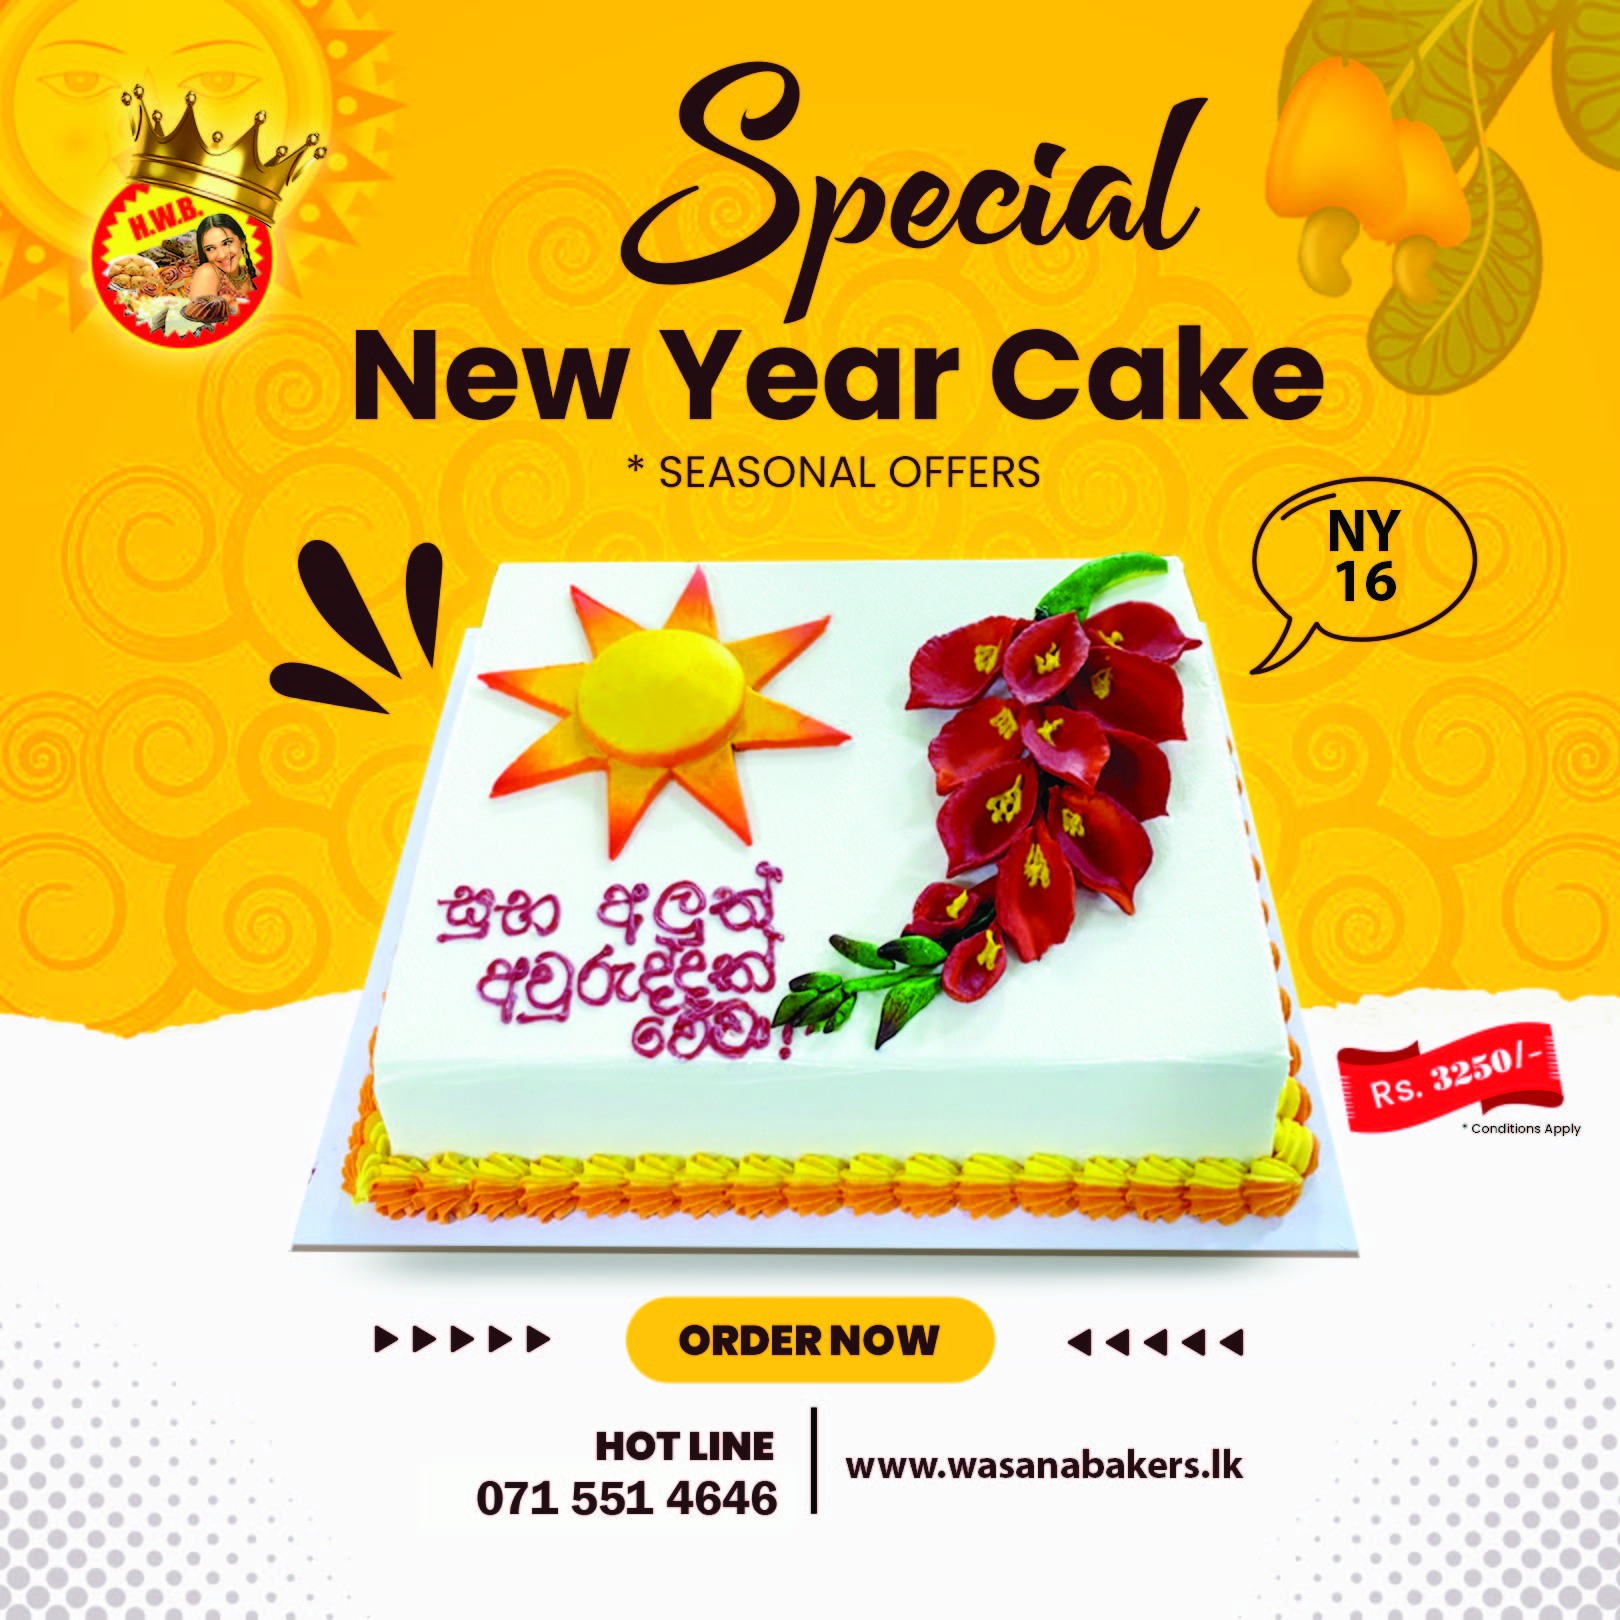 H.W.B.
Special
New Year Cake
* SEASONAL OFFERS
NY
16
සුභ අලුත්
අවුරුද්දක්
වේවා!
Rs. 3250/-
* Conditions Apply
ORDER NOW
HOT LINE
071 551 4646
www.wasanabakers.lk